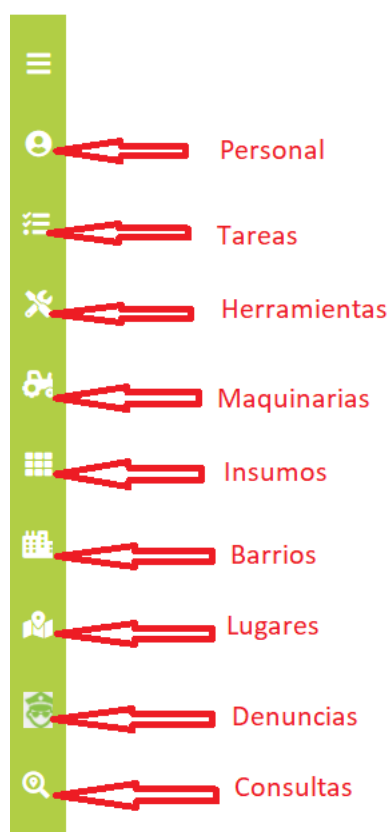 Personal
Tareas
Herramientas
Maquinarias
Insumos
Barrios
Lugares
Denuncias
Consultas